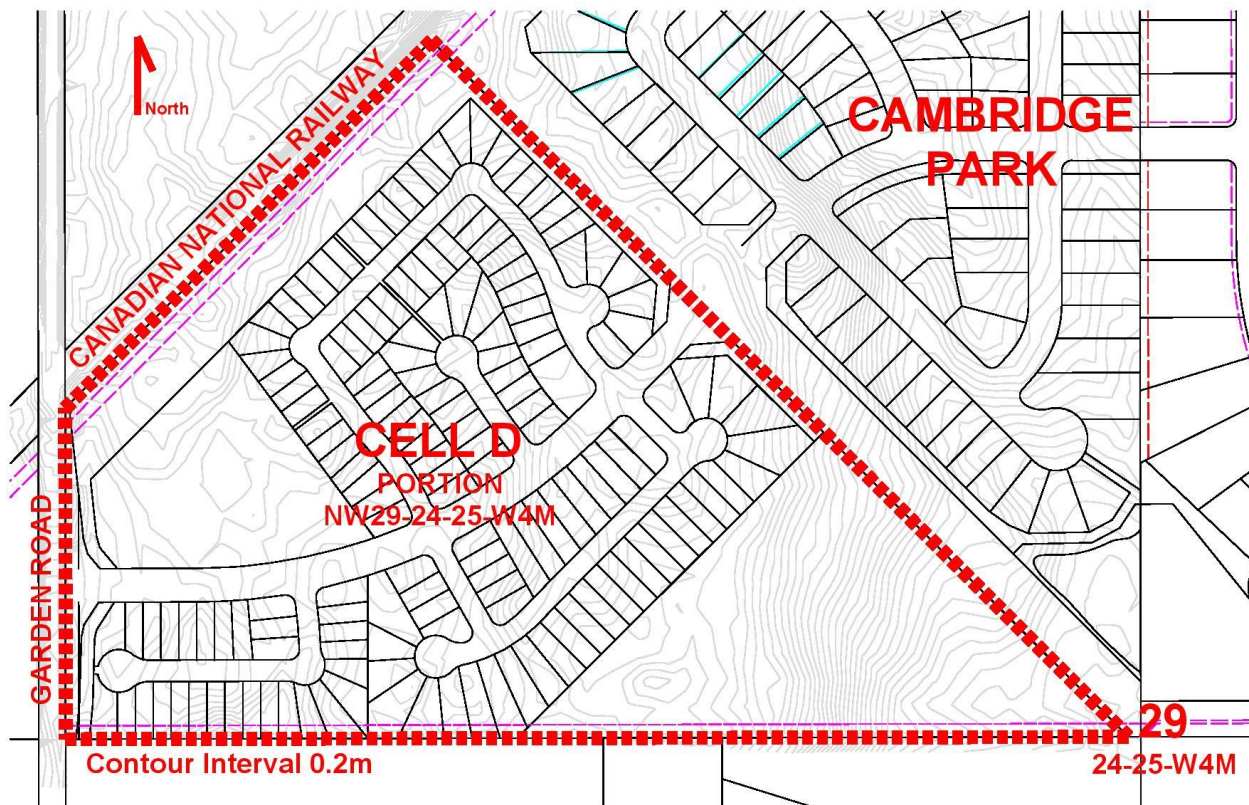 North
CANADIAN NATIONAL RAILWAY
CAMBRIDGE
PARK
CELL D
PORTION
NW29-24-25-W4M
GARDEN ROAD
29
Contour Interval 0.2m
24-25-W4M